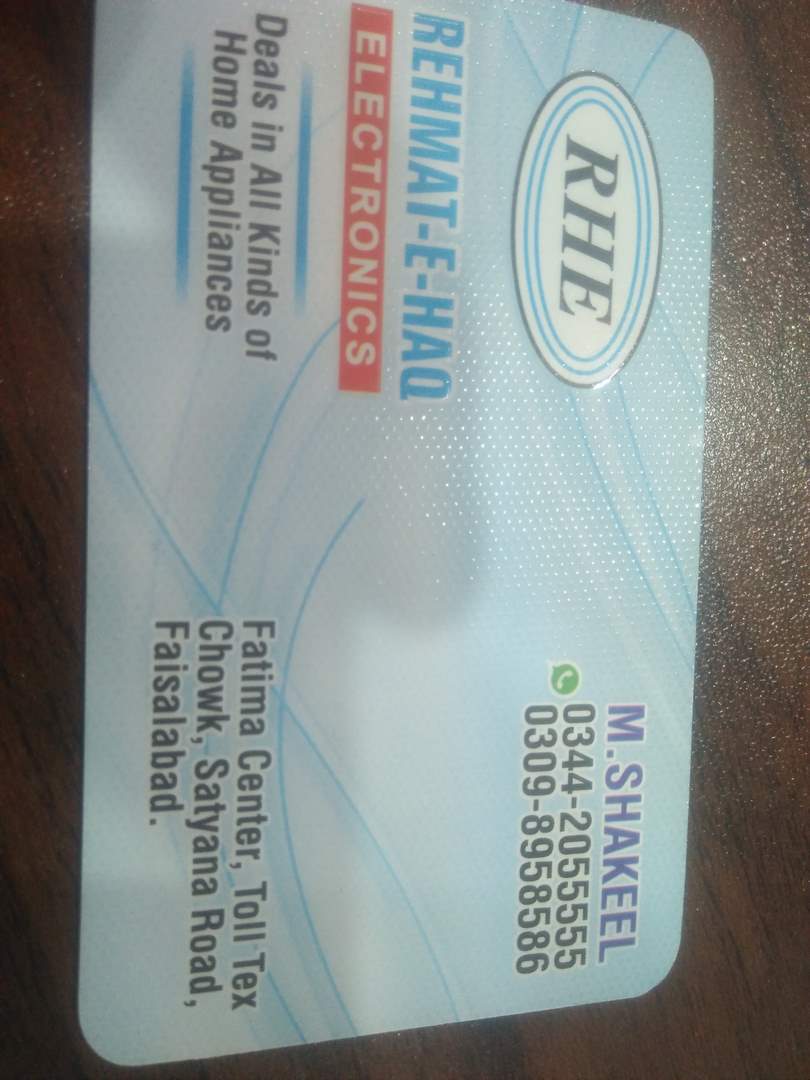 RHE
M.SHAKEEL
0344-2055555
0309-8958586
REHMAT-E-HAQ
ELECTRONICS
Deals in All Kinds of
Home Appliances
Fatima Center, Toll Tex
Chowk, Satyana Road,
Faisalabad.